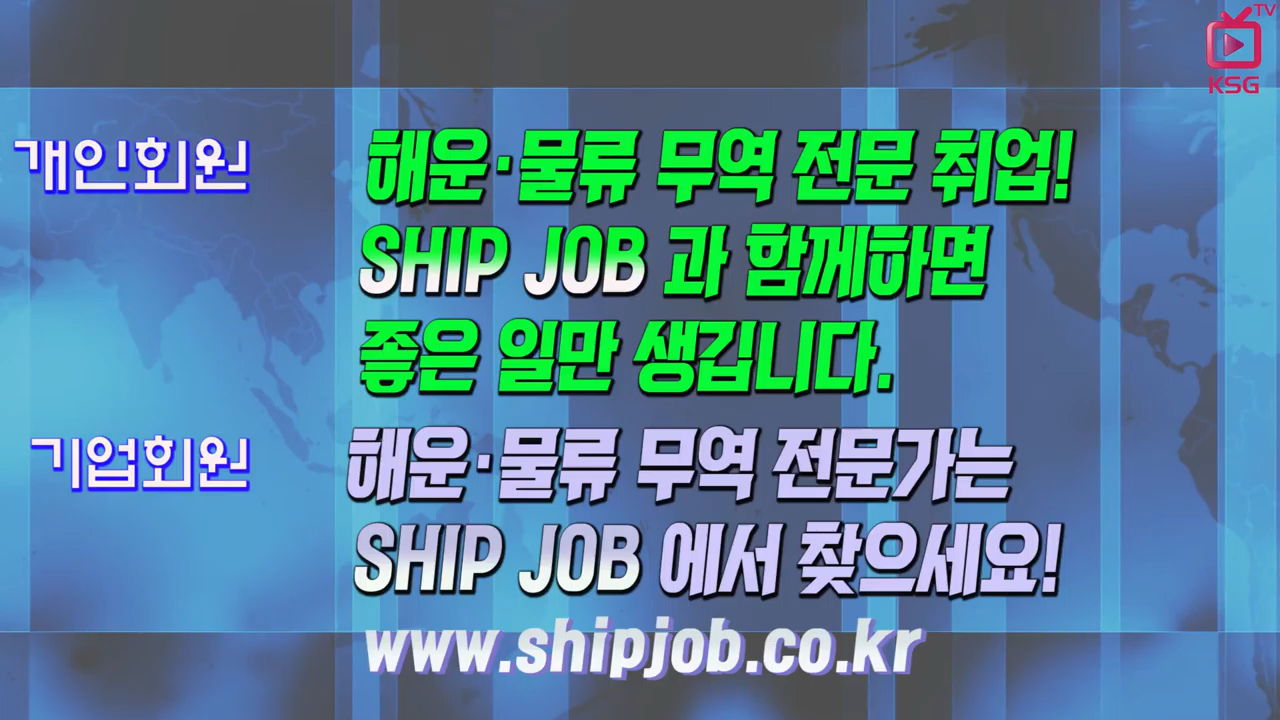 TV
KSG
개인회원
해운·물류 무역 전문 취업!
SHIP JOB 과 함께하면
좋은 일만 생깁니다.
기업회원
해운·물류 무역 전문가는
SHIP JOB 에서 찾으세요!
www.shipjob.co.kr